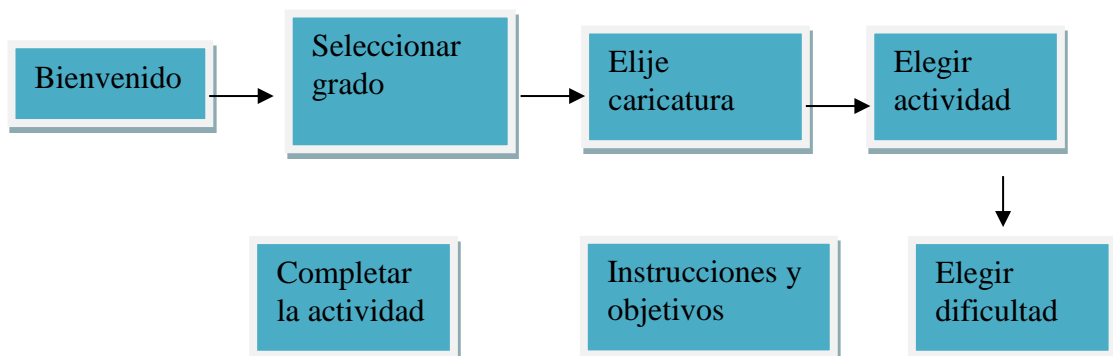 Bienvenido
Seleccionar
grado
Elije
caricatura
Elegir
actividad
Completar
la actividad
Instrucciones y
objetivos
Elegir
dificultad